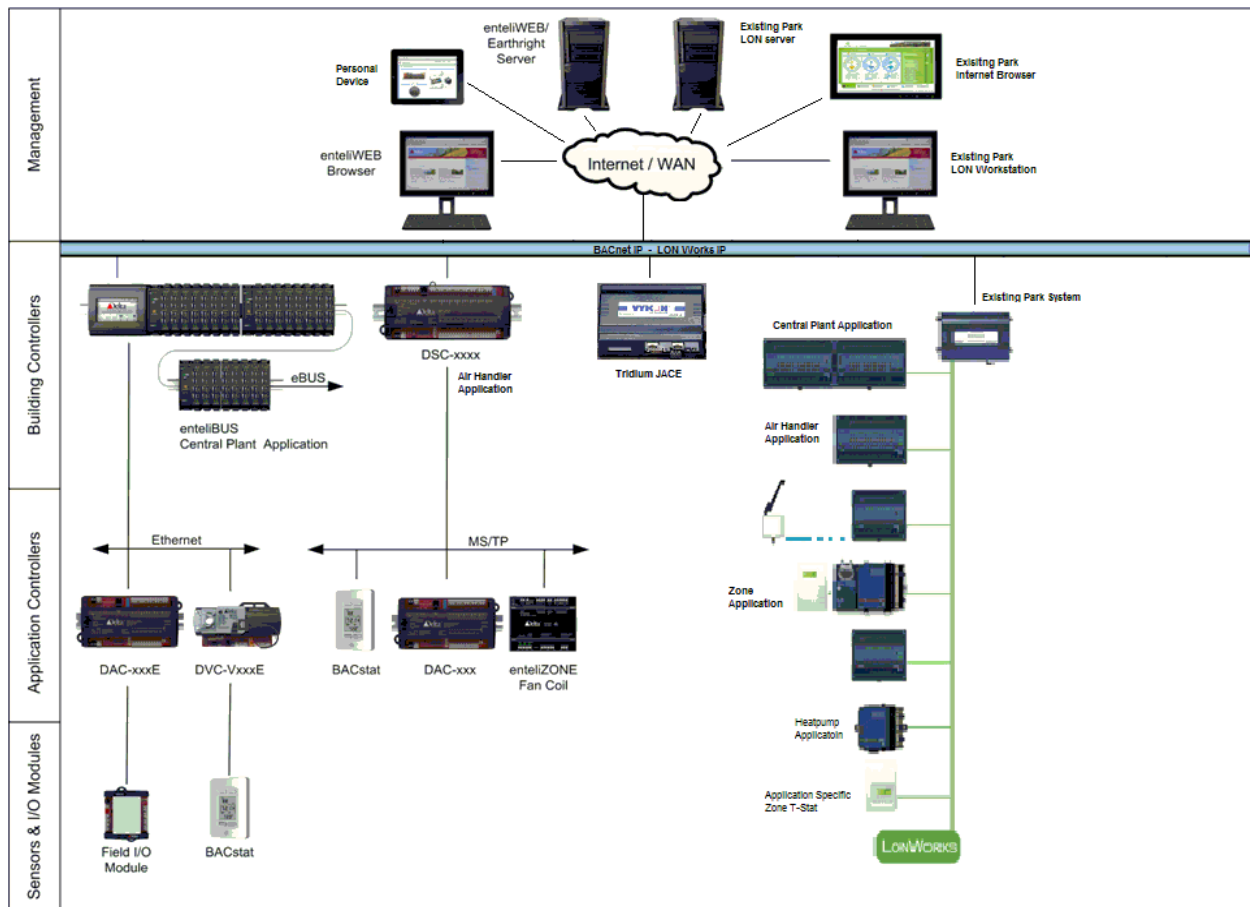 Management
enteliWEB/
Earthright
Server
Existing Park
LON server
Personal
Device
Exisitng Park
Internet Browser
enteliWEB
Browser
Internet / WAN
Existing Park
LON Workstation
BACnet IP - LON Works IP
Building Controllers
Delta
DSC-xxxx
Air Handler
Application
eBUS
enteliBUS
Central Plant Application
Tridium JACE
Existing Park System
Central Plant Application
Air Handler
Application
Application Controllers
Ethernet
MS/TP
DAC-xxxE
DVC-VxxxE
BACstat
DAC-xxx
enteliZONE
Fan Coil
Zone
Application
Heatpump
Applicatoin
Sensors & I/O Modules
Field I/O
Module
BACstat
Application Specific
Zone T-Stat
LONWORKS